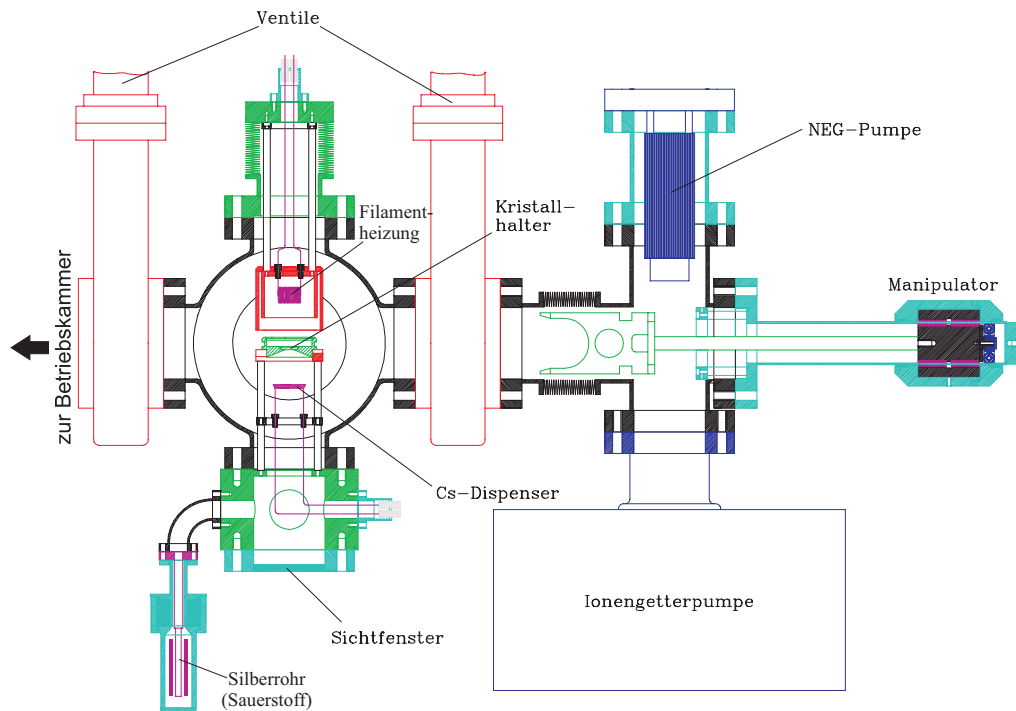 Ventile
NEG-Pumpe
Filament-
heizung
Kristall-
halter
Manipulator
zur Betriebskammer
Cs-Dispenser
Ionengetterpumpe
Sichtfenster
Silberrohr
(Sauerstoff)